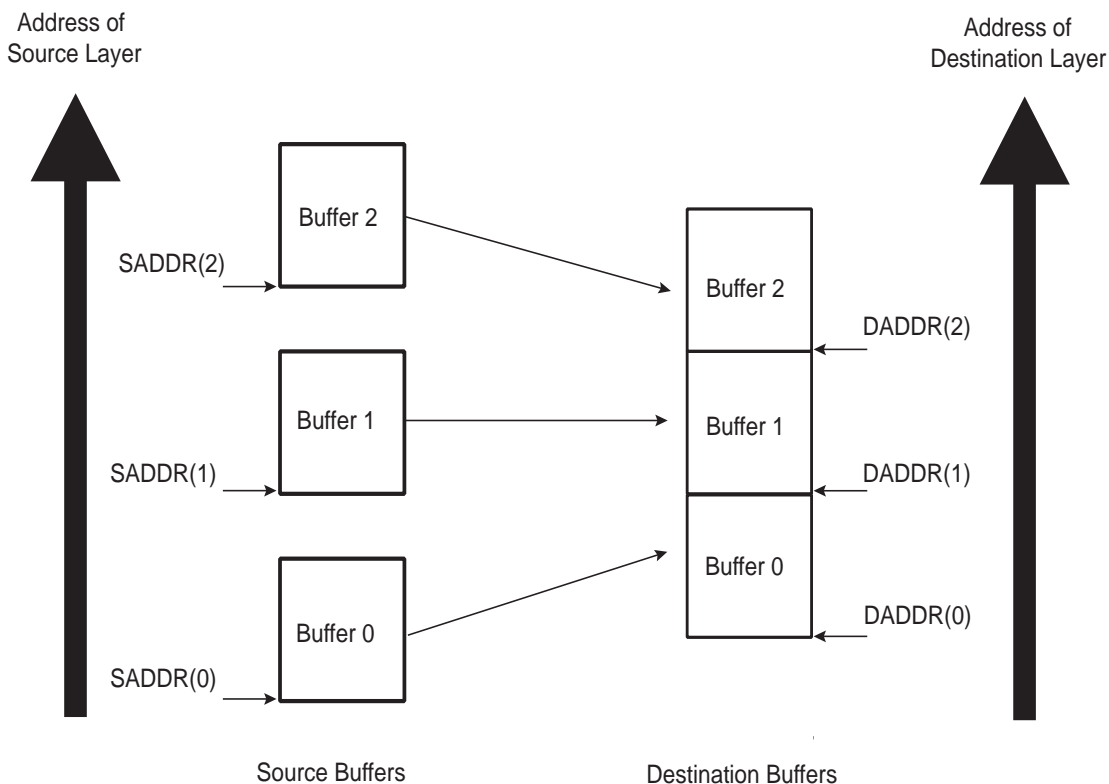 Address of
Source Layer
Address of
Destination Layer
Buffer 2
SADDR(2)
Buffer 2
DADDR(2)
Buffer 1
Buffer 1
SADDR(1)
DADDR(1)
Buffer 0
Buffer 0
DADDR(0)
SADDR(0)
Source Buffers
Destination Buffers